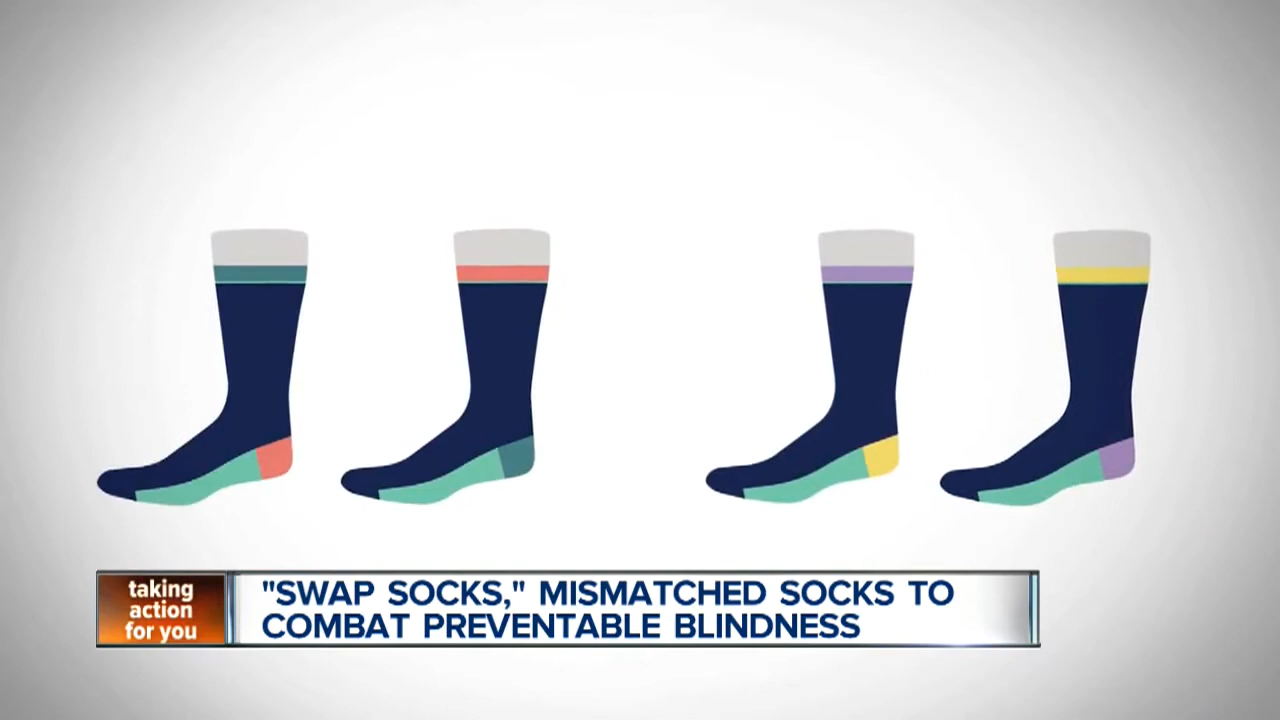 taking
action
for you
"SWAP SOCKS," MISMATCHED SOCKS TO
COMBAT PREVENTABLE BLINDNESS